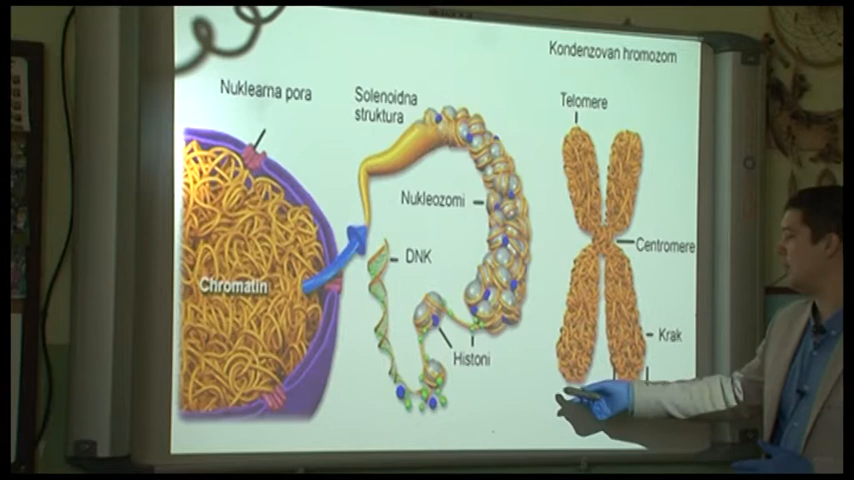 Kondenzovan hromozom
Nuklearna pora
Solenoidna
struktura
Telomere
Nukleozomi
Centromere
DNK
Chromatin
Krak
Histoni